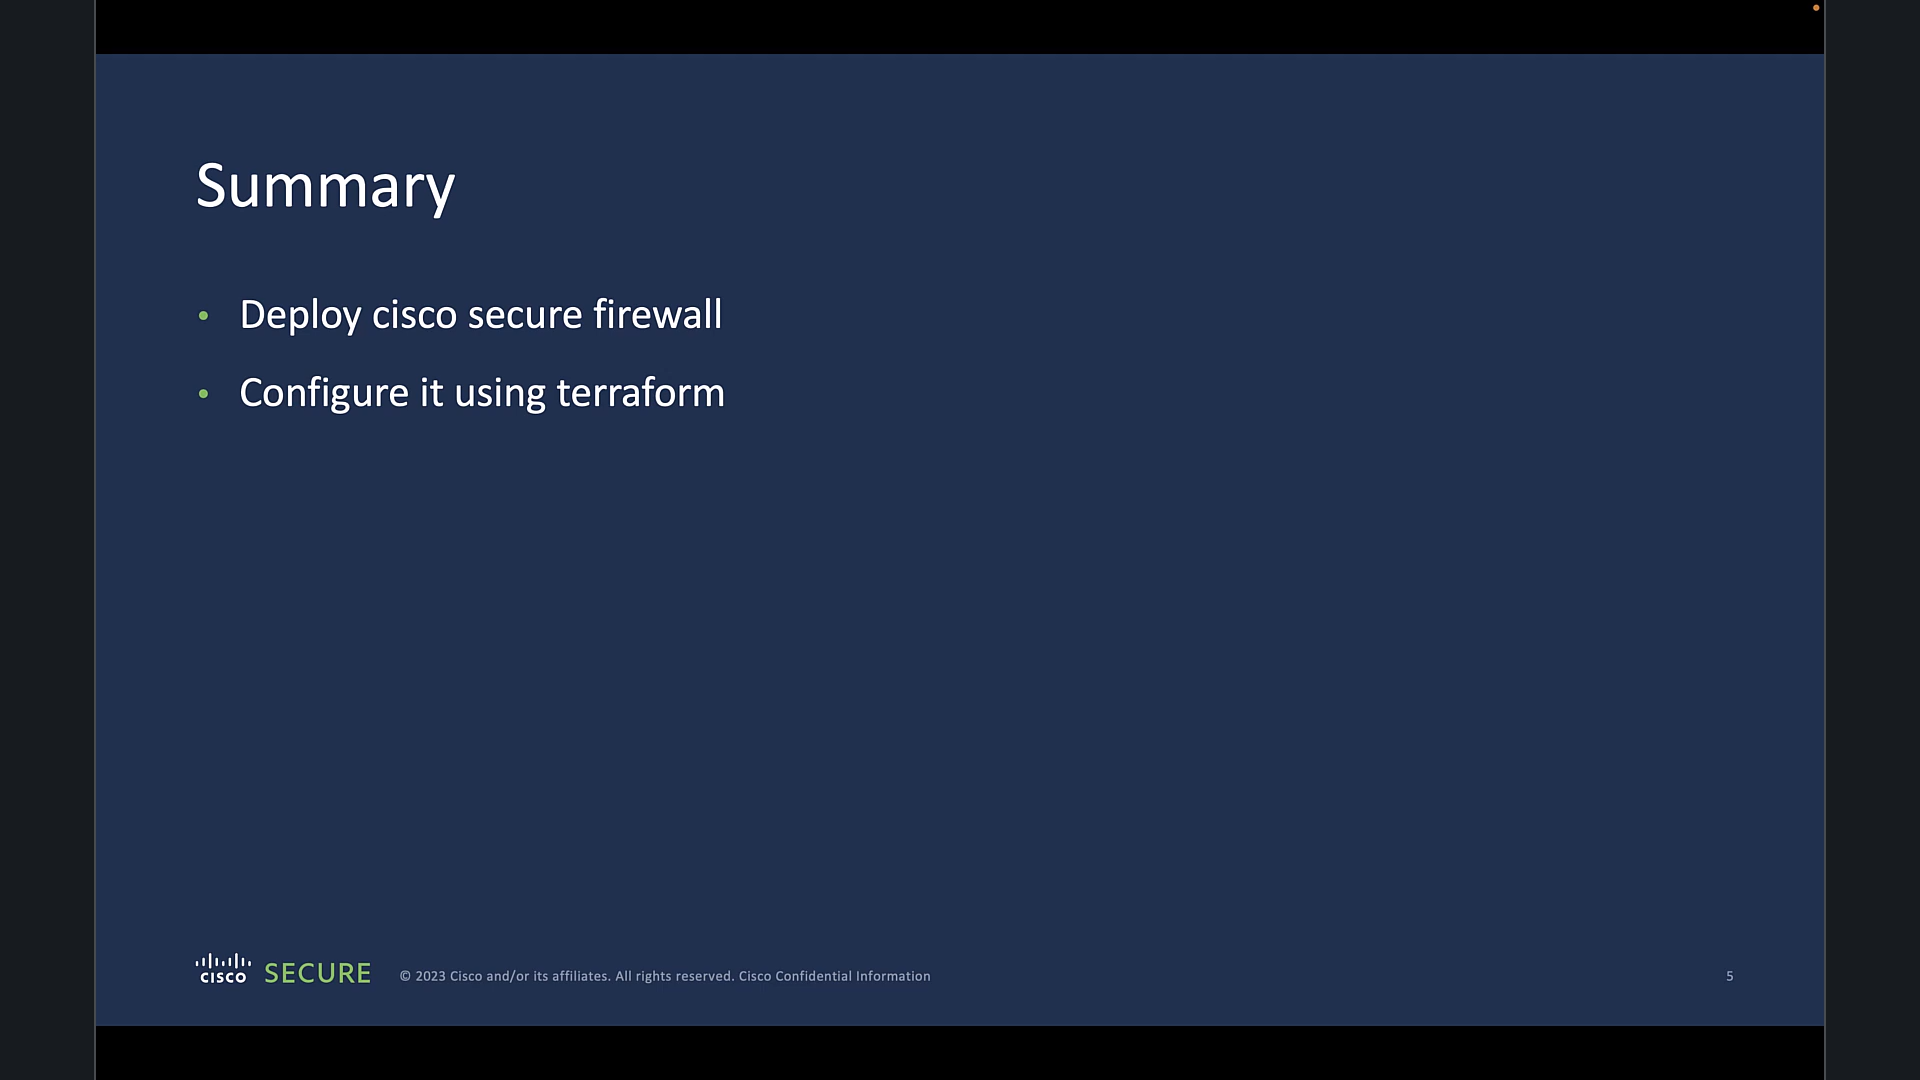 Summary
• Deploy cisco secure firewall
• Configure it using terraform
cisco SECURE © 2023 Cisco and/or its affiliates. All rights reserved. Cisco Confidential Information 5